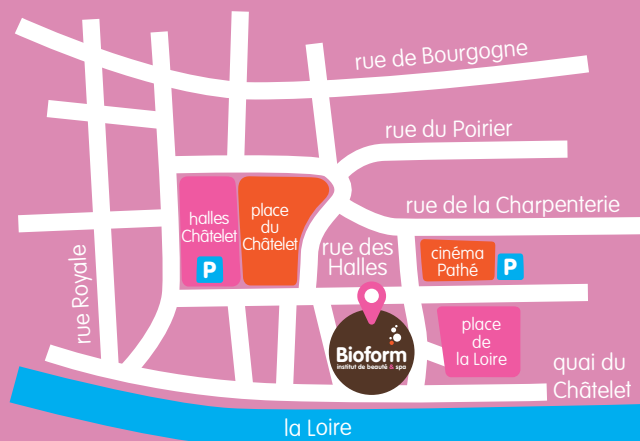 rue de Bourgogne
rue du Poirier
rue de la Charpenterie
halles
Châtelet
P
place
du
Châtelet
rue des
Halles
cinéma
Pathé
P
rue Royale
Bioform
institut de beauté & spa
place
de
la Loire
quai du
Châtelet
la Loire